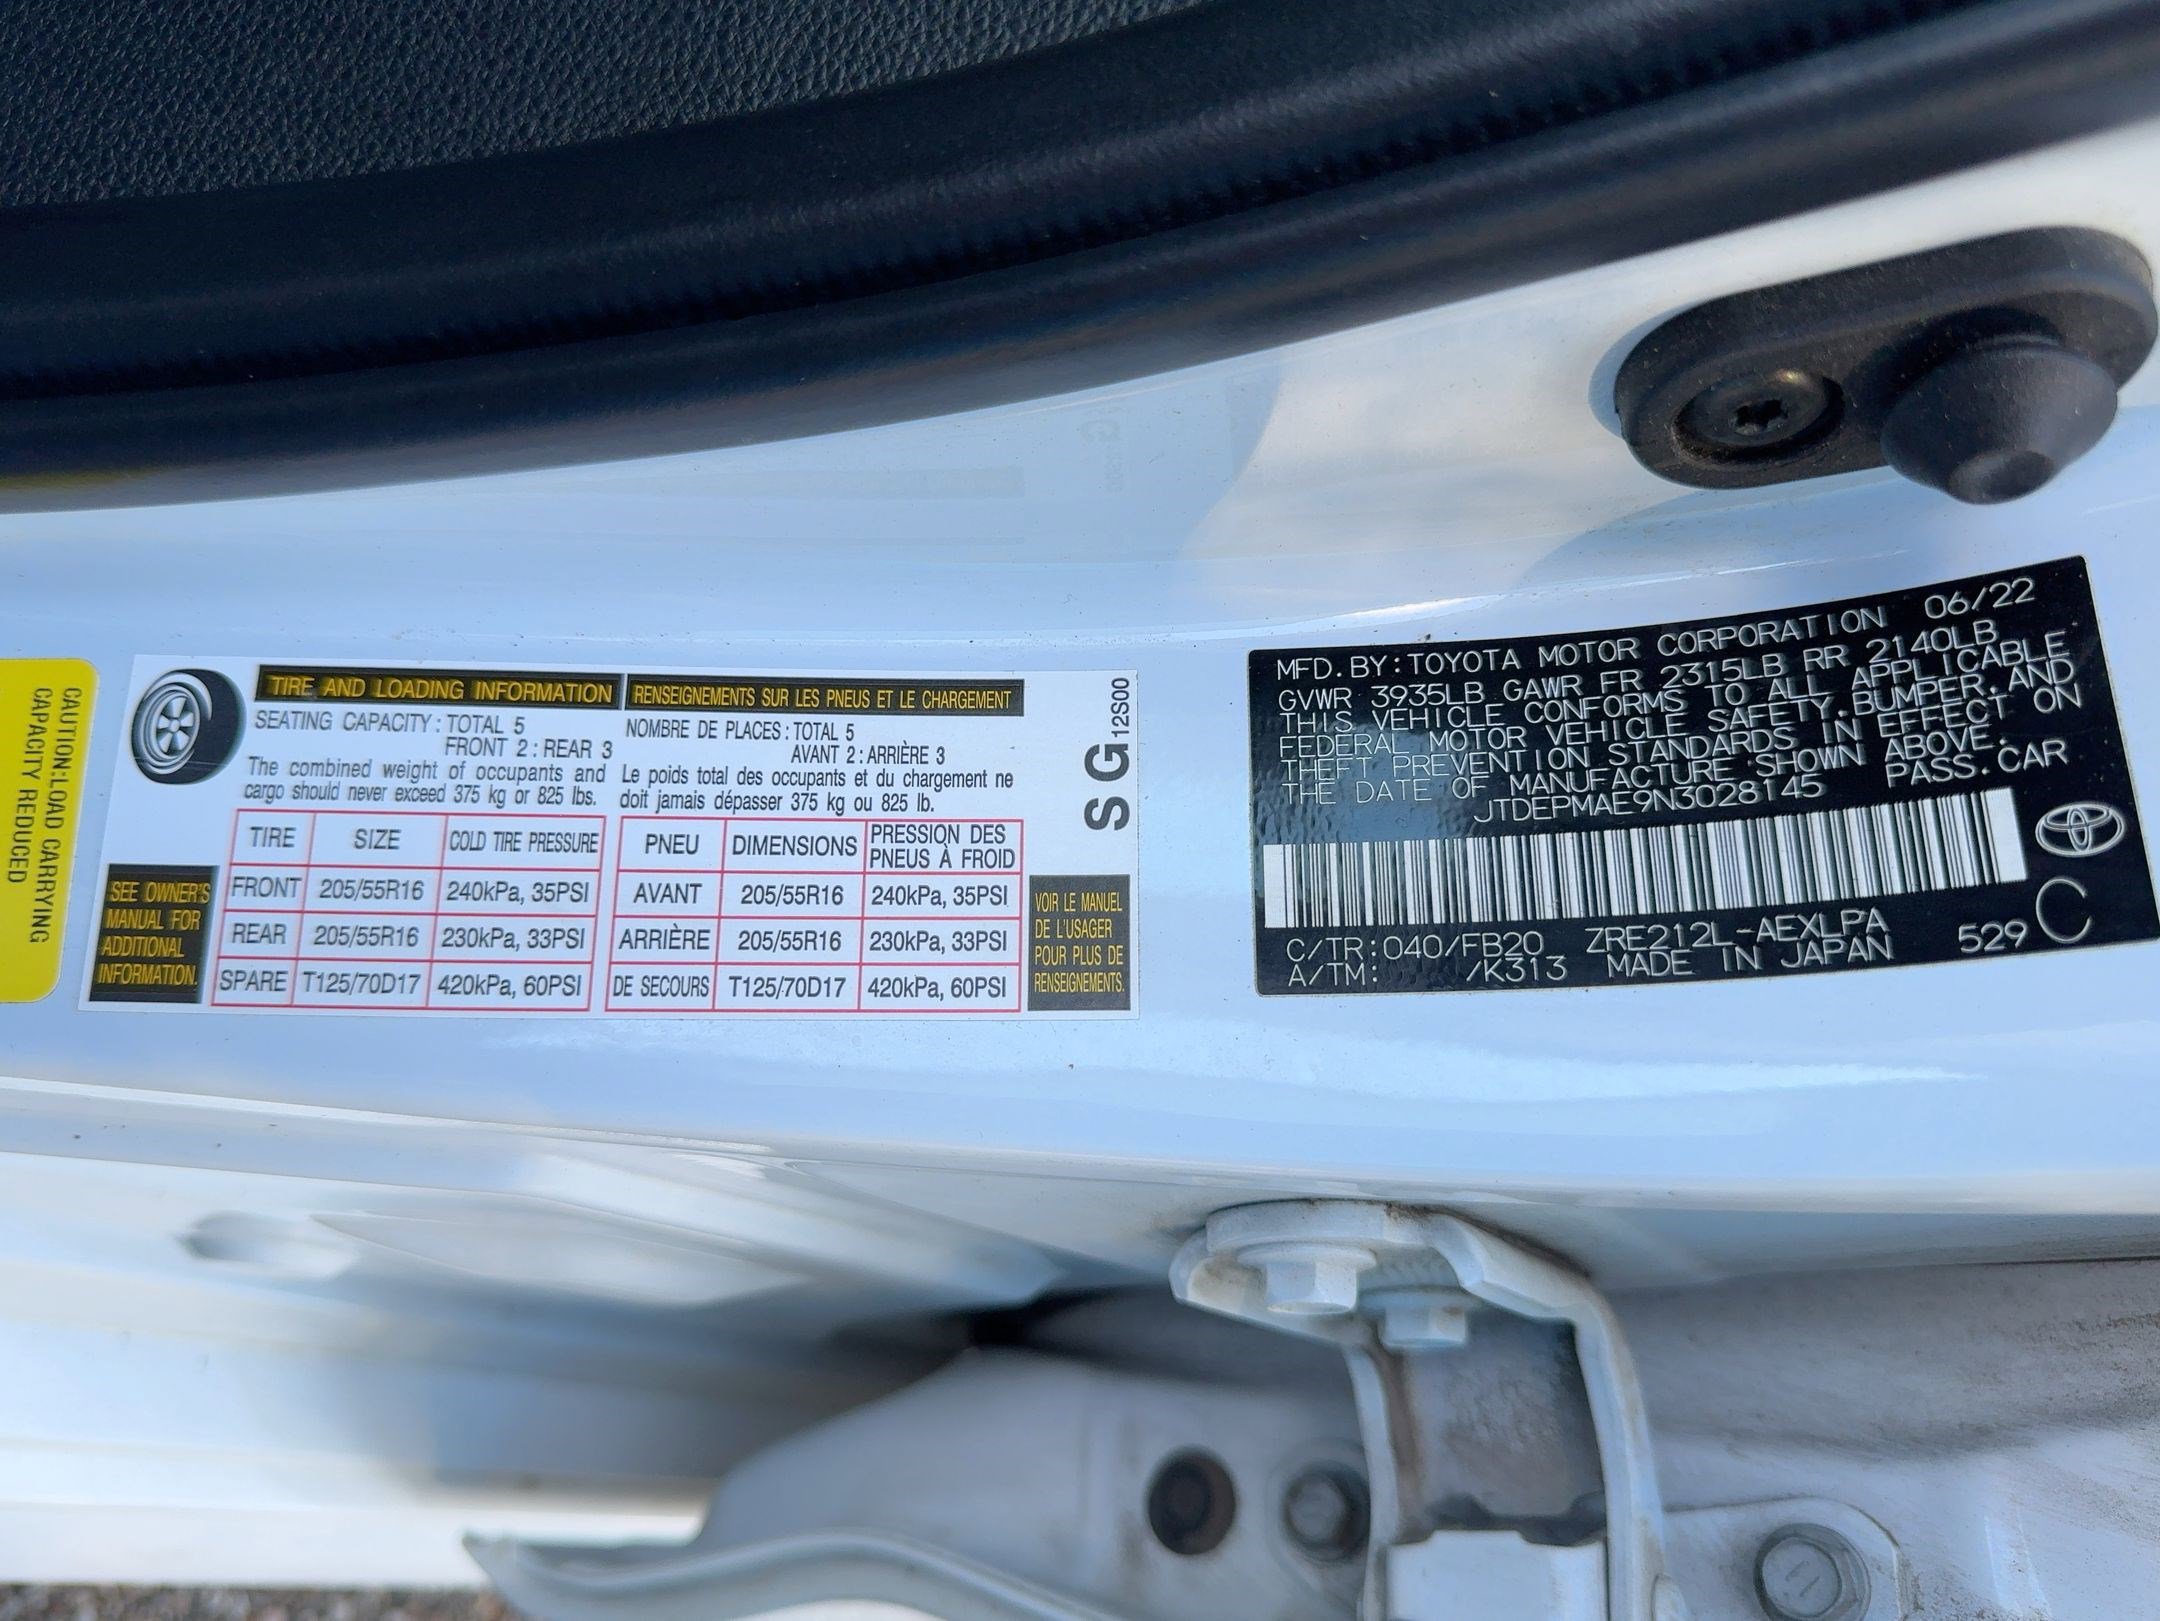 CAUTION:LOAD CARRYING
CAPACITY REDUCED
TIRE AND LOADING INFORMATION
SEATING CAPACITY : TOTAL 5
FRONT 2 : REAR 3
The combined weight of occupants and
cargo should never exceed 375 kg or 825 lbs.
RENSEIGNEMENTS SUR LES PNEUS ET LE CHARGEMENT
NOMBRE DE PLACES : TOTAL 5
AVANT 2 : ARRIÈRE 3
Le poids total des occupants et du chargement ne
doit jamais dépasser 375 kg ou 825 lb.
SEE OWNER'S
MANUAL FOR
ADDITIONAL
INFORMATION.
TIRE SIZE COLD TIRE PRESSURE
FRONT 205/55R16 240kPa, 35PSI
REAR 205/55R16 230kPa, 33PSI
SPARE T125/70D17 420kPa, 60PSI
PNEU DIMENSIONS PRESSION DES
PNEUS À FROID
AVANT 205/55R16 240kPa, 35PSI
ARRIÈRE 205/55R16 230kPa, 33PSI
DE SECOURS T125/70D17 420kPa, 60PSI
VOIR LE MANUEL
DE L'USAGER
POUR PLUS DE
RENSEIGNEMENTS.
S G 12S00
MFD. BY: TOYOTA MOTOR CORPORATION 06/22
GVWR 3935LB GAWR FR 2315LB RR 2140LB
THIS VEHICLE CONFORMS TO ALL APPLICABLE
FEDERAL MOTOR VEHICLE SAFETY, BUMPER, AND
THEFT PREVENTION STANDARDS IN EFFECT ON
THE DATE OF MANUFACTURE SHOWN ABOVE.
JTDEPMAE9N3028145 PASS. CAR
C/TR: 040/FB20 ZRE212L-AEXLPA 529 C
A/TM: /K313 MADE IN JAPAN